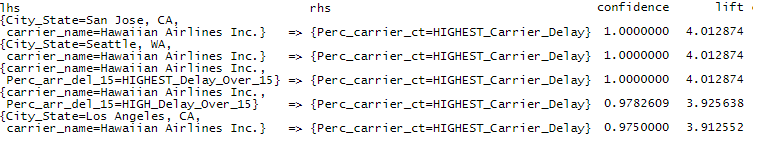 lhs rhs confidence lift
{City_State=San Jose, CA,
carrier_name=Hawaiian Airlines Inc.} => {Perc_carrier_ct=HIGHEST_Carrier_Delay} 1.0000000 4.012874
{City_State=Seattle, WA,
carrier_name=Hawaiian Airlines Inc.} => {Perc_carrier_ct=HIGHEST_Carrier_Delay} 1.0000000 4.012874
{carrier_name=Hawaiian Airlines Inc.,
Perc_arr_del_15=HIGHEST_Delay_Over_15} => {Perc_carrier_ct=HIGHEST_Carrier_Delay} 1.0000000 4.012874
{carrier_name=Hawaiian Airlines Inc.,
Perc_arr_del_15=HIGH_Delay_Over_15} => {Perc_carrier_ct=HIGHEST_Carrier_Delay} 0.9782609 3.925638
{City_State=Los Angeles, CA,
carrier_name=Hawaiian Airlines Inc.} => {Perc_carrier_ct=HIGHEST_Carrier_Delay} 0.9750000 3.912552